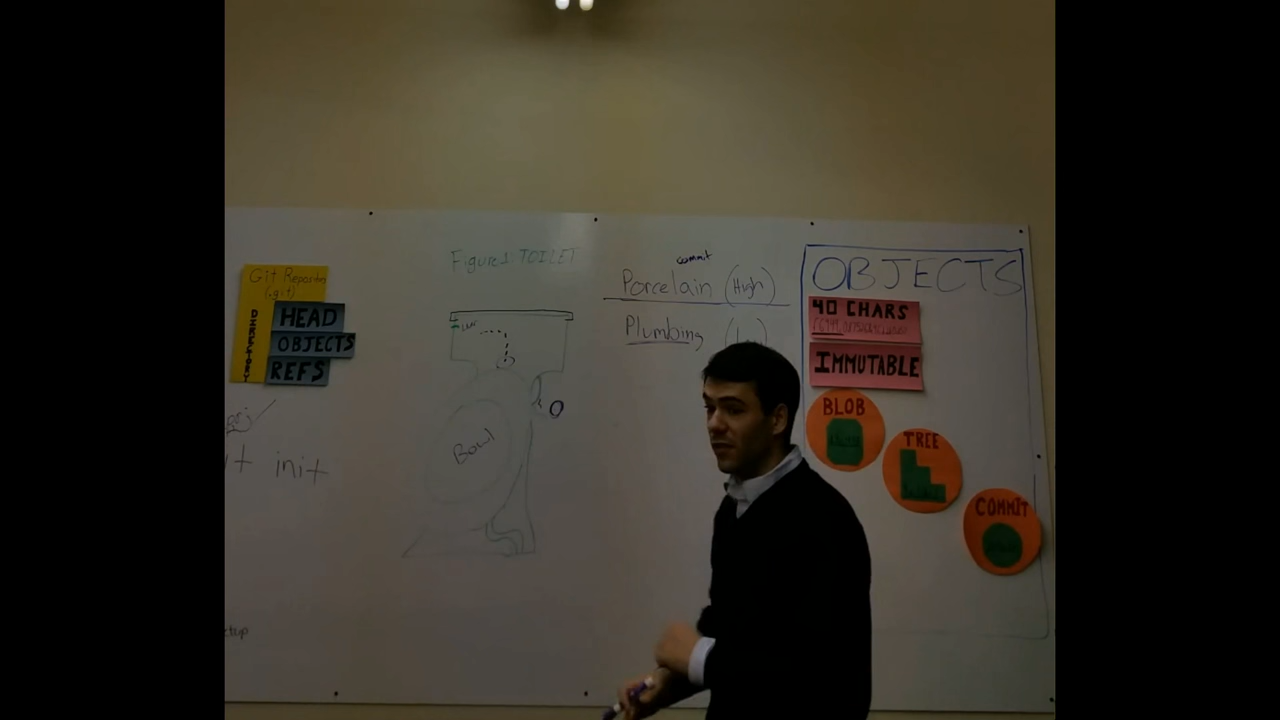 Git Repository
(.git)
DIRECTORY
HEAD
OBJECTS
REFS
init
etup
Figure 1: TOILET
Bowl
commit
Porcelain (High)
Plumbing
OBJECTS
40 CHARS
IMMUTABLE
BLOB
TREE
COMMIT